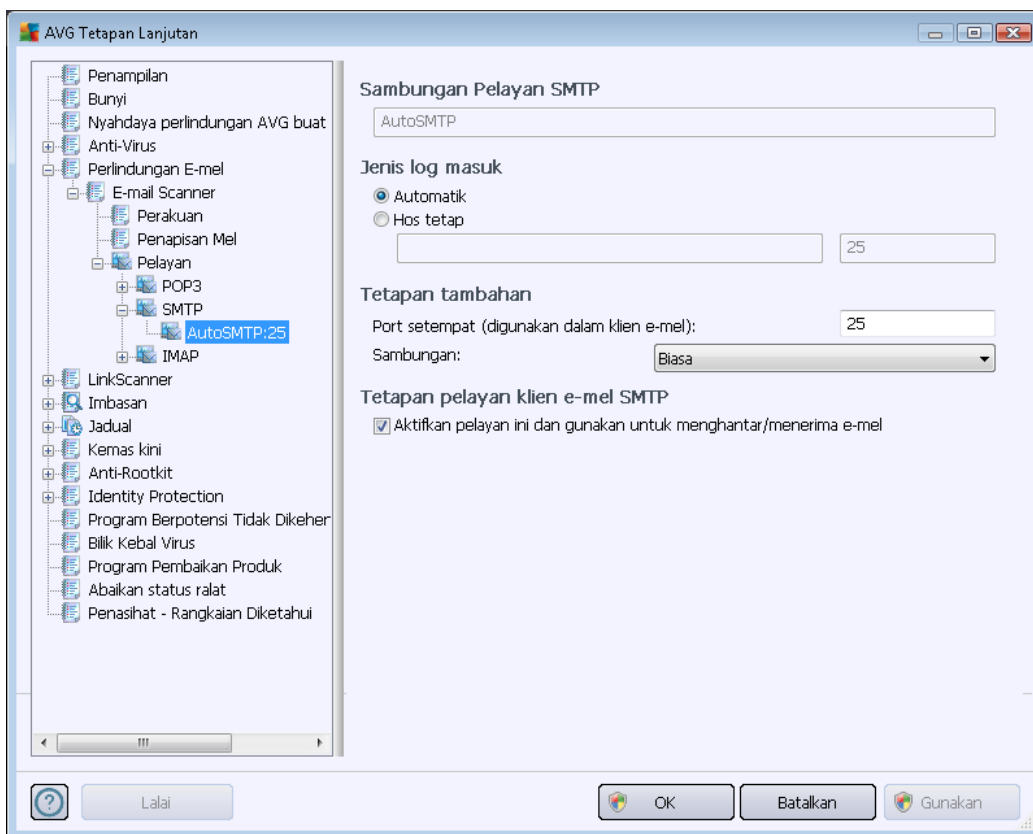 AVG Tetapan Lanjutan
Penampilan
Bunyi
Nyahdaya perlindungan AVG buat
Anti-Virus
Perlindungan E-mel
E-mail Scanner
Perakuan
Penapisan Mel
Pelayan
POP3
SMTP
AutoSMTP:25
IMAP
LinkScanner
Imbasan
Jadual
Kemas kini
Anti-Rootkit
Identity Protection
Program Berpotensi Tidak Dikeher
Bilik Kebal Virus
Program Pembaikan Produk
Abaikan status ralat
Penasihat - Rangkaian Diketahui
Sambungan Pelayan SMTP
AutoSMTP
Jenis log masuk
Automatik
Hos tetap
25
Tetapan tambahan
Port setempat (digunakan dalam klien e-mel): 25
Sambungan: Biasa
Tetapan pelayan klien e-mel SMTP
Aktifkan pelayan ini dan gunakan untuk menghantar/menerima e-mel
Lalai OK Batalkan Gunakan